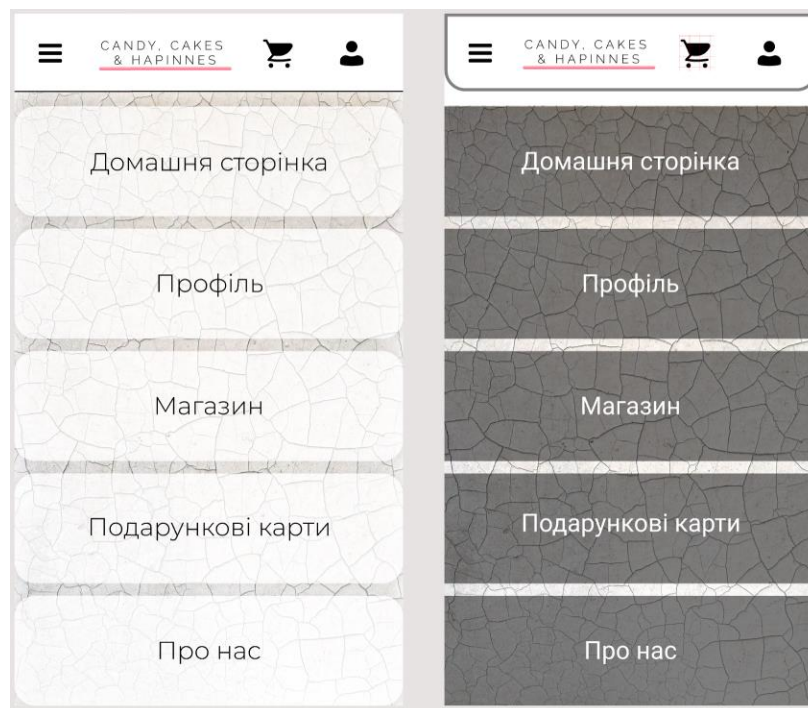 CANDY, CAKES
& HAPINNES
Домашня сторінка
Профіль
Магазин
Подарункові карти
Про нас
CANDY, CAKES
& HAPINNES
Домашня сторінка
Профіль
Магазин
Подарункові карти
Про нас